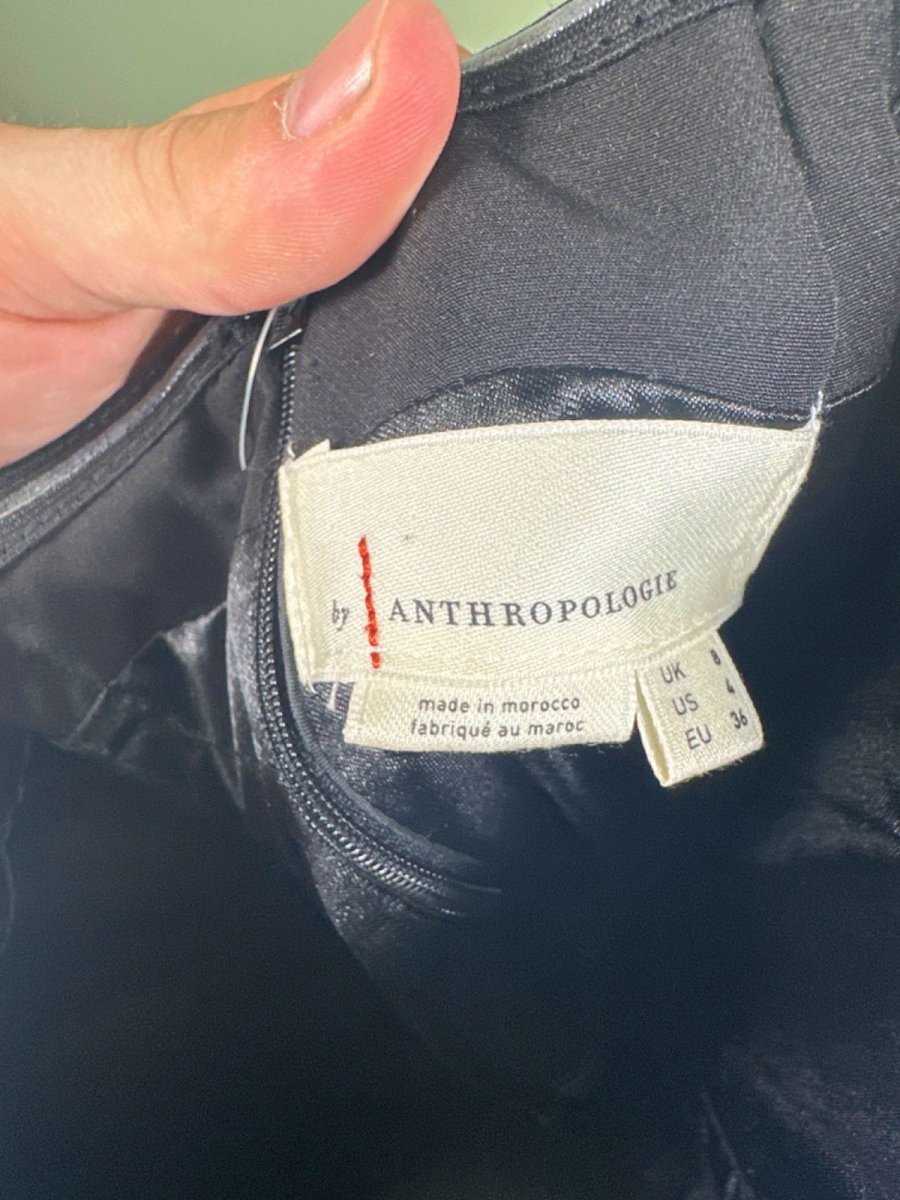 by ANTHROPOLOGIE
made in morocco
fabriqué au maroc
UK 8
US 4
EU 36